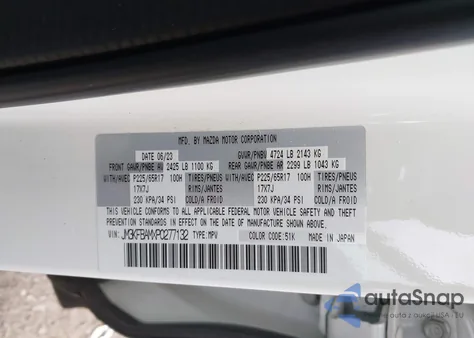 MFD. BY MAZDA MOTOR CORPORATION
DATE 06/23 GVWR/PNBV 4724 LB 2143 KG
FRONT GAWR/PNBE AV 2425 LB 1100 KG REAR GAWR/PNBE AR 2299 LB 1043 KG
WITH/AVEC P225/65R17 100H TIRES/PNEUS WITH/AVEC P225/65R17 100H TIRES/PNEUS
17X7J RIMS/JANTES 17X7J RIMS/JANTES
230 KPA/34 PSI COLD/A FROID 230 KPA/34 PSI COLD/A FROID
THIS VEHICLE CONFORMS TO ALL APPLICABLE FEDERAL MOTOR VEHICLE
SAFETY, BUMPER, AND THEFT PREVENTION STANDARDS IN EFFECT ON THE
DATE OF MANUFACTURE SHOWN ABOVE.
VIN: JM3KFBAMXP0277132 TYPE: MPV COLOR: 51K MADE IN JAPAN
autoSnap